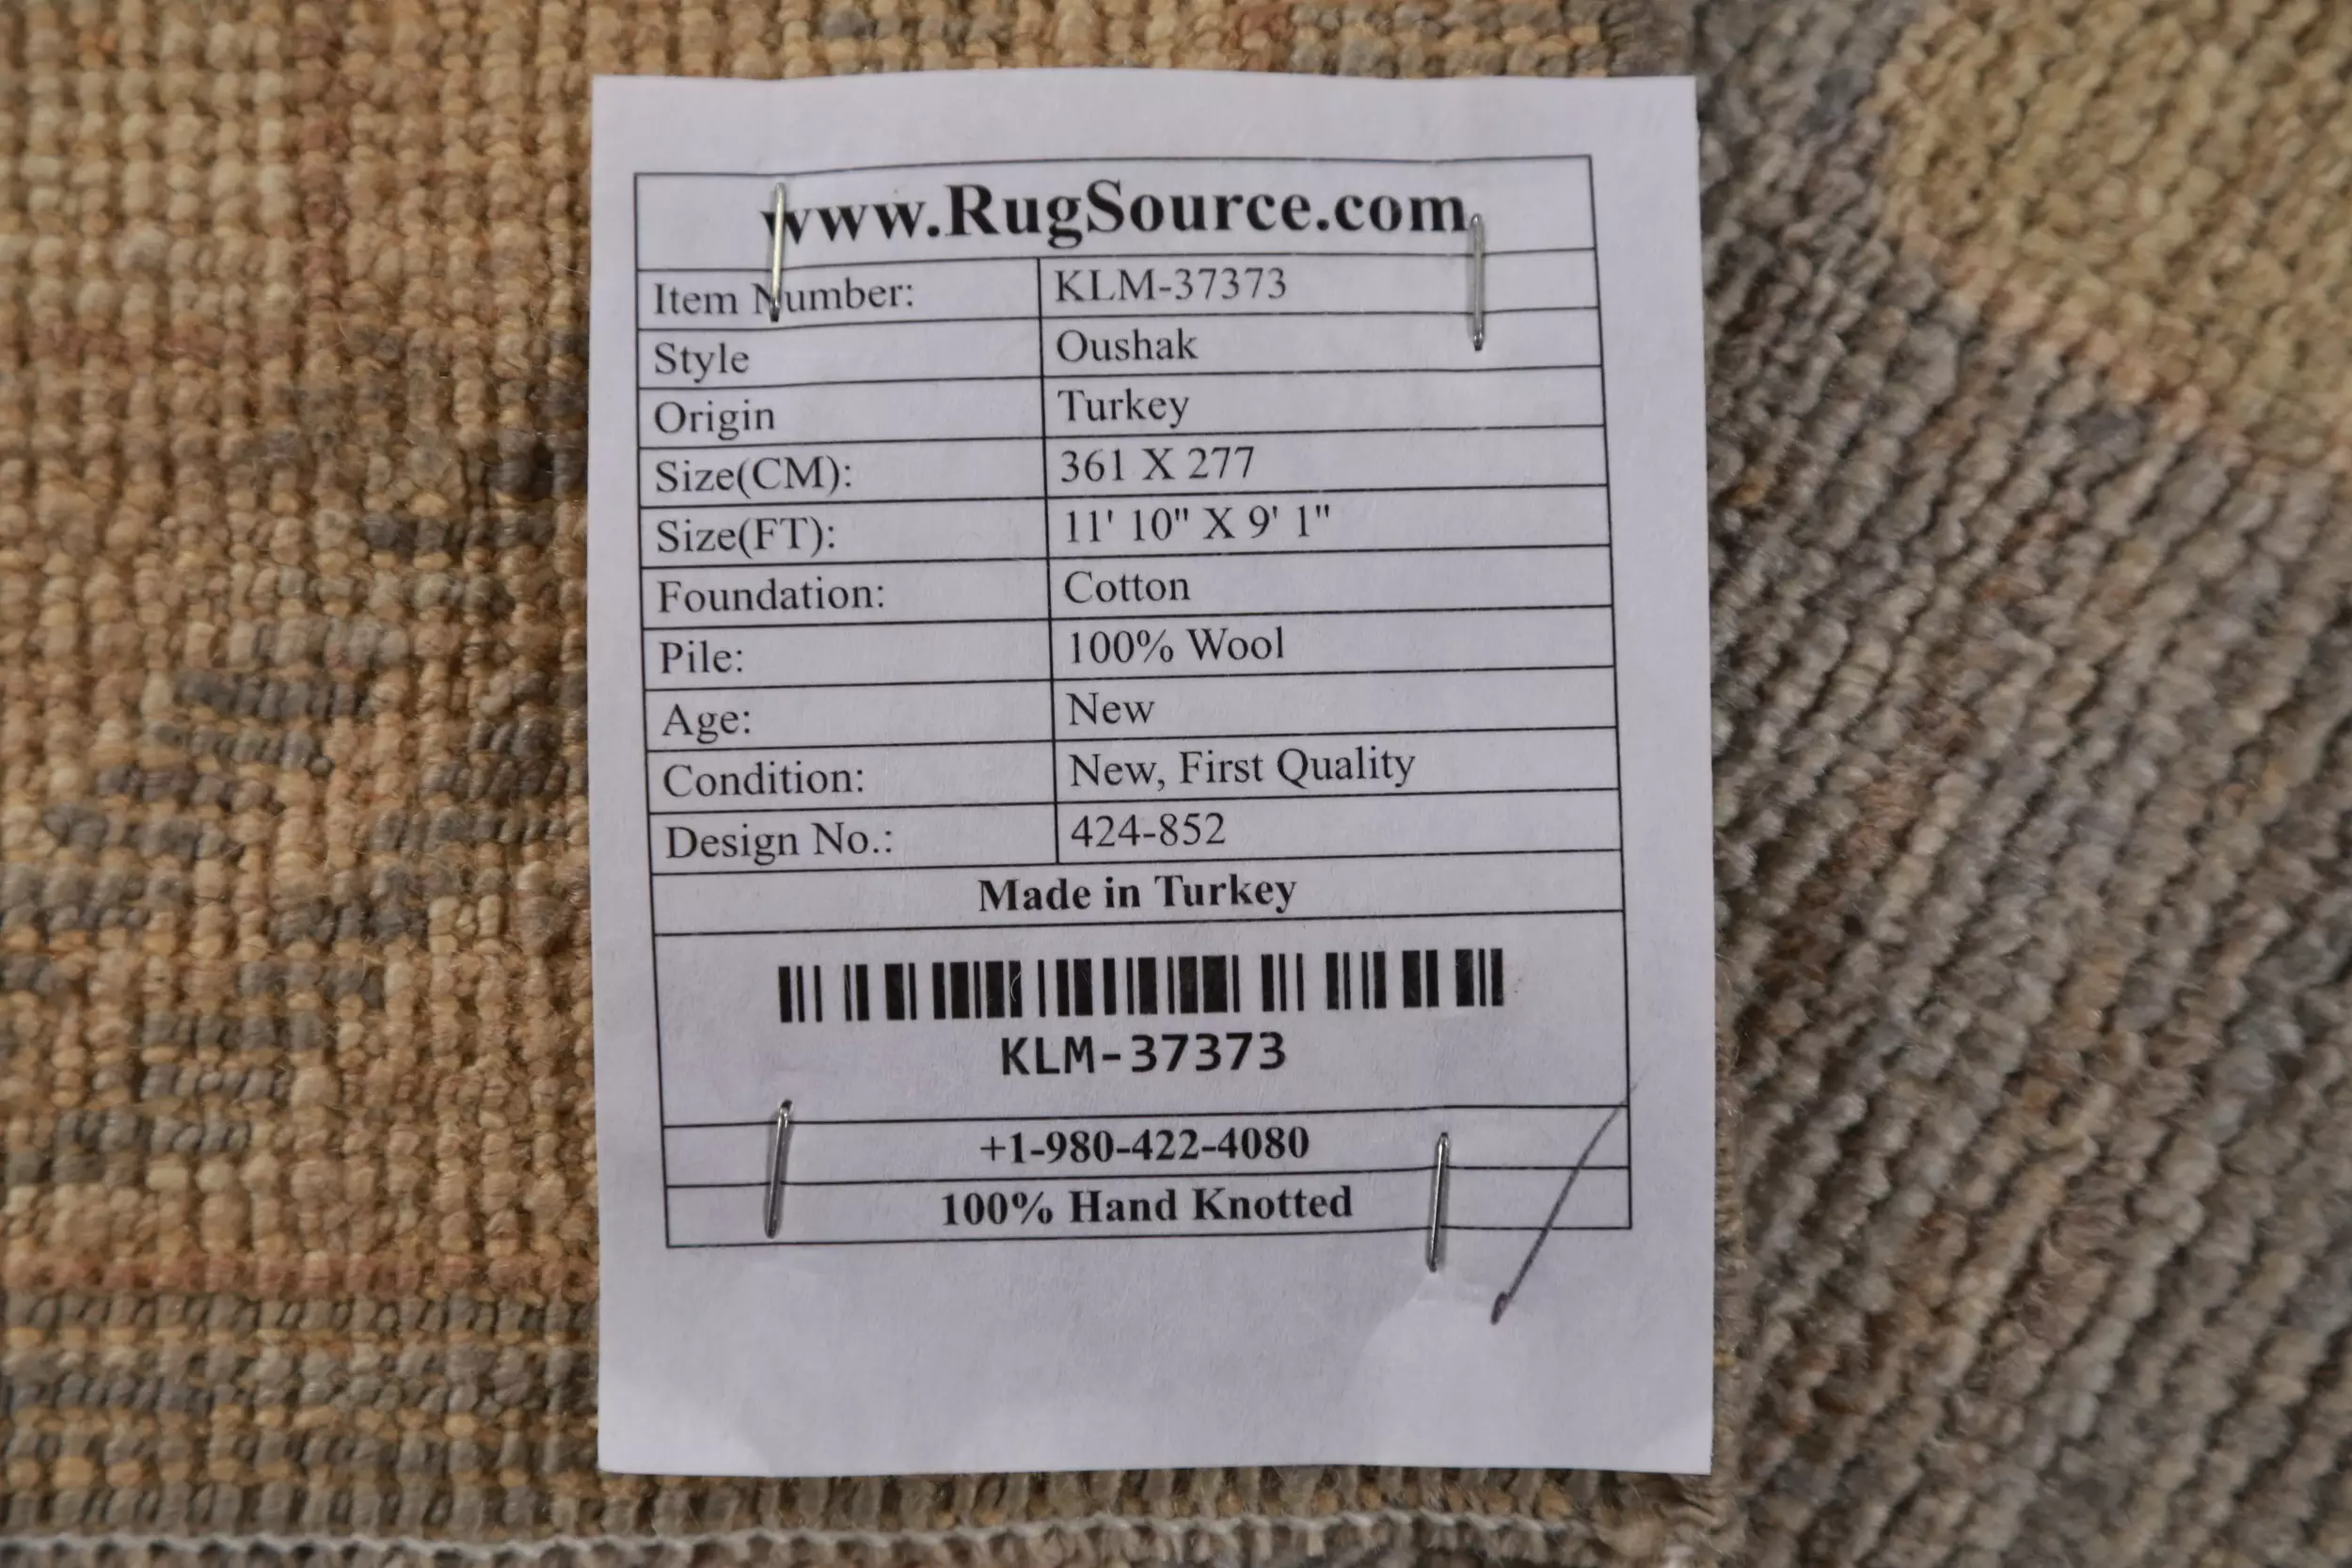 www.RugSource.com
Item Number: KLM-37373
Style Oushak
Origin Turkey
Size(CM): 361 X 277
Size(FT): 11' 10" X 9' 1"
Foundation: Cotton
Pile: 100% Wool
Age: New
Condition: New, First Quality
Design No.: 424-852
Made in Turkey
KLM-37373
+1-980-422-4080
100% Hand Knotted